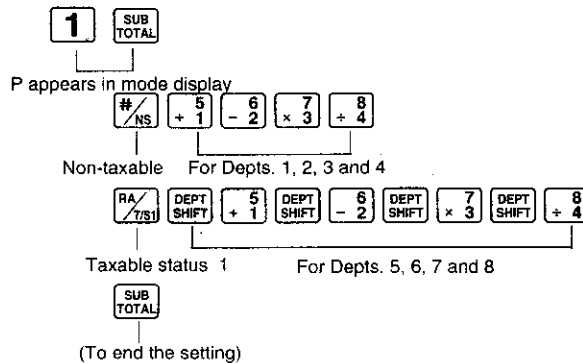 1 SUB TOTAL
P appears in mode display
#/NS 5 + 1 6 - 2 7 × 3 8 ÷ 4
Non-taxable For Depts. 1, 2, 3 and 4
RA/T/S1 DEPT SHIFT 5 + 1 DEPT SHIFT 6 - 2 DEPT SHIFT 7 × 3 DEPT SHIFT 8 ÷ 4
Taxable status 1 For Depts. 5, 6, 7 and 8
SUB TOTAL
(To end the setting)